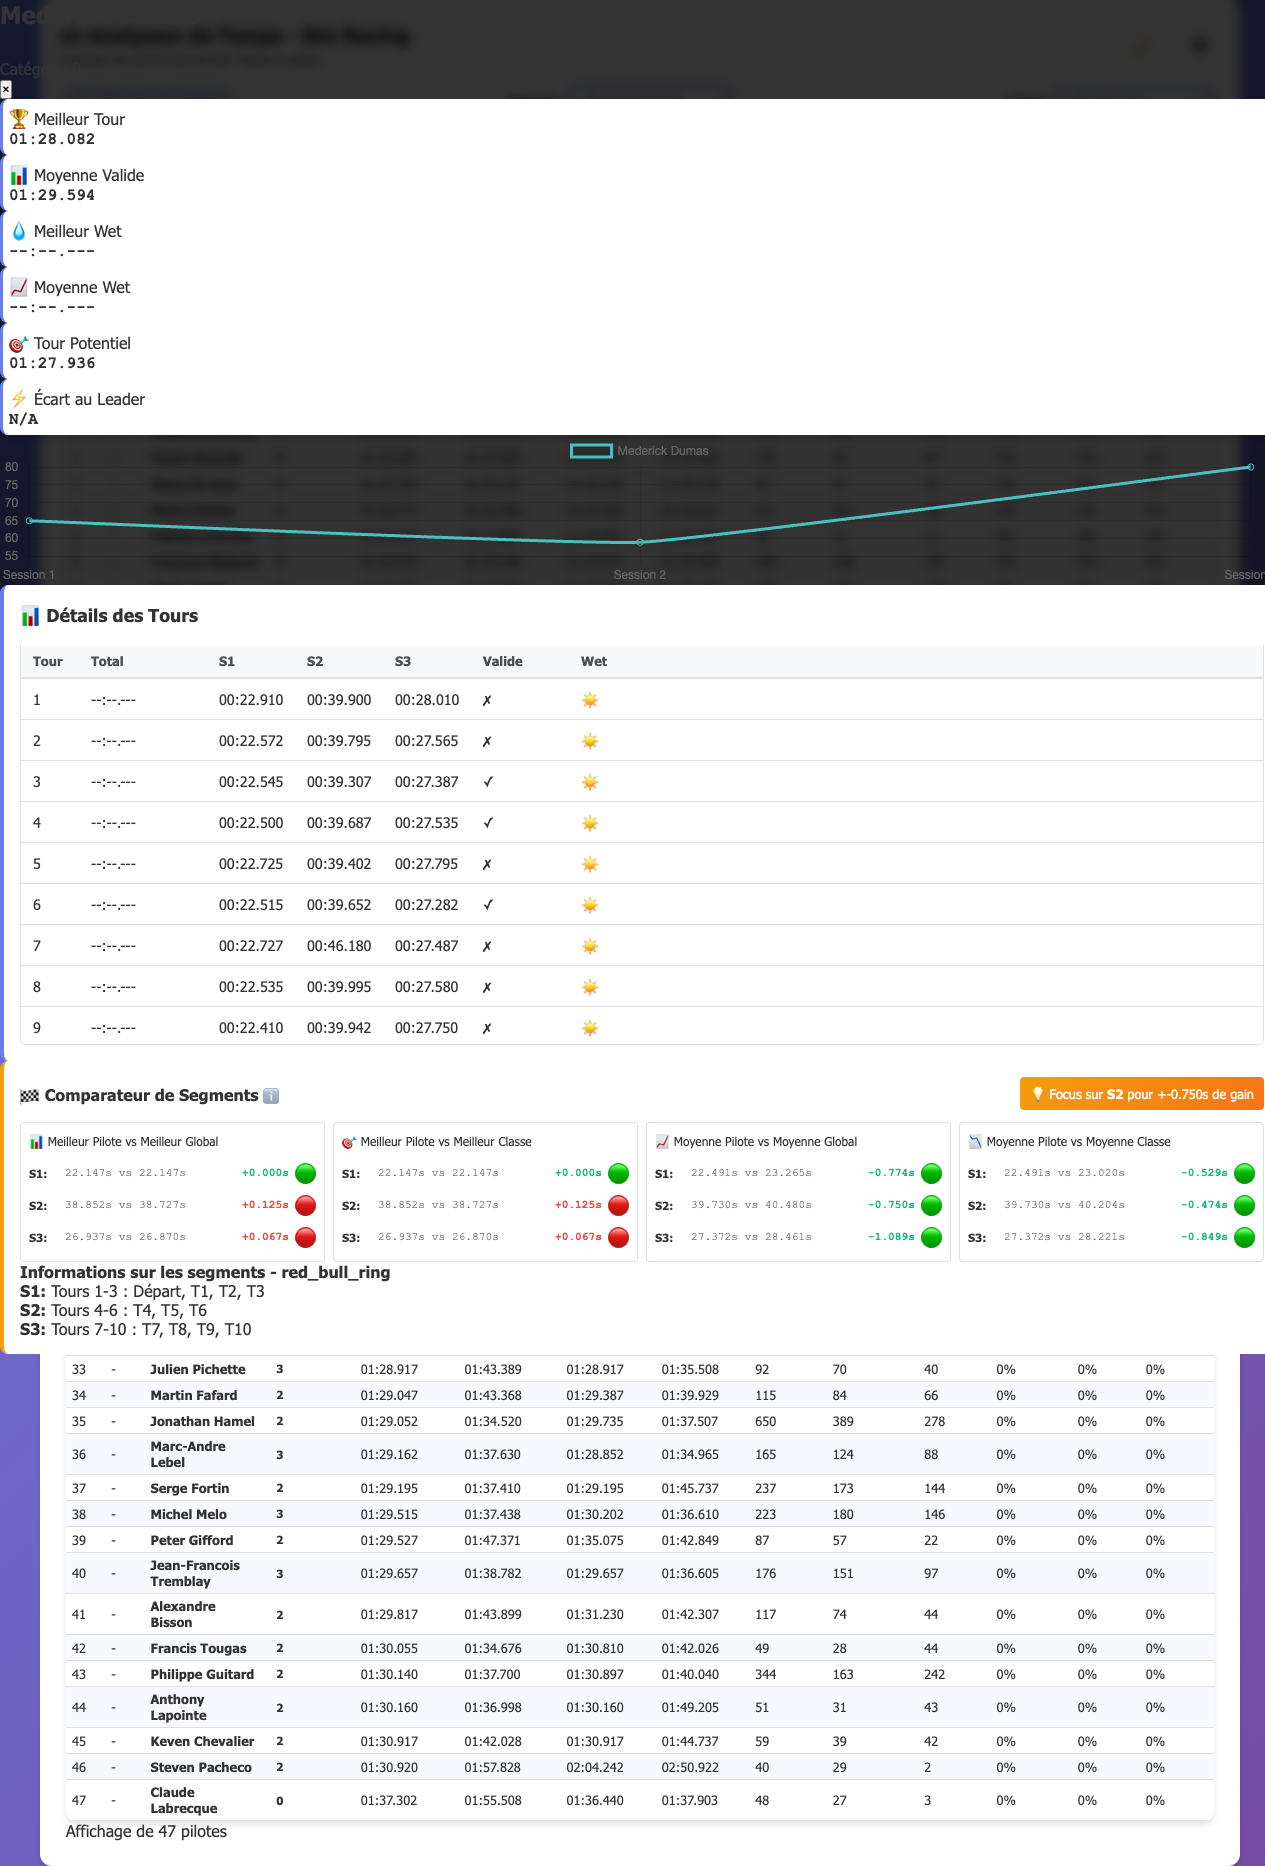 Med
Analyseur de Temps - Sim Racing
Catég
×
🏆 Meilleur Tour
01:28.082
📊 Moyenne Valide
01:29.594
💧 Meilleur Wet
--:--.---
📈 Moyenne Wet
--:--.---
🎯 Tour Potentiel
01:27.936
⚡ Écart au Leader
N/A
Mederick Dumas
80
75
70
65
60
55
Session 1 Session 2 Session
📊 Détails des Tours
Tour Total S1 S2 S3 Valide Wet
1 --:--.--- 00:22.910 00:39.900 00:28.010 ✗ ☀️
2 --:--.--- 00:22.572 00:39.795 00:27.565 ✗ ☀️
3 --:--.--- 00:22.545 00:39.307 00:27.387 ✓ ☀️
4 --:--.--- 00:22.500 00:39.687 00:27.535 ✓ ☀️
5 --:--.--- 00:22.725 00:39.402 00:27.795 ✗ ☀️
6 --:--.--- 00:22.515 00:39.652 00:27.282 ✓ ☀️
7 --:--.--- 00:22.727 00:46.180 00:27.487 ✗ ☀️
8 --:--.--- 00:22.535 00:39.995 00:27.580 ✗ ☀️
9 --:--.--- 00:22.410 00:39.942 00:27.750 ✗ ☀️
🏁 Comparateur de Segments ℹ️
💡 Focus sur S2 pour +-0.750s de gain
📊 Meilleur Pilote vs Meilleur Global
S1: 22.147s vs 22.147s +0.000s 🟢
S2: 38.852s vs 38.727s +0.125s 🔴
S3: 26.937s vs 26.870s +0.067s 🔴
🎯 Meilleur Pilote vs Meilleur Classe
S1: 22.147s vs 22.147s +0.000s 🟢
S2: 38.852s vs 38.727s +0.125s 🔴
S3: 26.937s vs 26.870s +0.067s 🔴
📈 Moyenne Pilote vs Moyenne Global
S1: 22.491s vs 23.265s -0.774s 🟢
S2: 39.730s vs 40.480s -0.750s 🟢
S3: 27.372s vs 28.461s -1.089s 🟢
📉 Moyenne Pilote vs Moyenne Classe
S1: 22.491s vs 23.020s -0.529s 🟢
S2: 39.730s vs 40.204s -0.474s 🟢
S3: 27.372s vs 28.221s -0.849s 🟢
Informations sur les segments - red_bull_ring
S1: Tours 1-3 : Départ, T1, T2, T3
S2: Tours 4-6 : T4, T5, T6
S3: Tours 7-10 : T7, T8, T9, T10
33 - Julien Pichette 3 01:28.917 01:43.389 01:28.917 01:35.508 92 70 40 0% 0% 0%
34 - Martin Fafard 2 01:29.047 01:43.368 01:29.387 01:39.929 115 84 66 0% 0% 0%
35 - Jonathan Hamel 2 01:29.052 01:34.520 01:29.735 01:37.507 650 389 278 0% 0% 0%
36 - Marc-Andre Lebel 3 01:29.162 01:37.630 01:28.852 01:34.965 165 124 88 0% 0% 0%
37 - Serge Fortin 2 01:29.195 01:37.410 01:29.195 01:45.737 237 173 144 0% 0% 0%
38 - Michel Melo 3 01:29.515 01:37.438 01:30.202 01:36.610 223 180 146 0% 0% 0%
39 - Peter Gifford 2 01:29.527 01:47.371 01:35.075 01:42.849 87 57 22 0% 0% 0%
40 - Jean-Francois Tremblay 3 01:29.657 01:38.782 01:29.657 01:36.605 176 151 97 0% 0% 0%
41 - Alexandre Bisson 2 01:29.817 01:43.899 01:31.230 01:42.307 117 74 44 0% 0% 0%
42 - Francis Tougas 2 01:30.055 01:34.676 01:30.810 01:42.026 49 28 44 0% 0% 0%
43 - Philippe Guitard 2 01:30.140 01:37.700 01:30.897 01:40.040 344 163 242 0% 0% 0%
44 - Anthony Lapointe 2 01:30.160 01:36.998 01:30.160 01:49.205 51 31 43 0% 0% 0%
45 - Keven Chevalier 2 01:30.917 01:42.028 01:30.917 01:44.737 59 39 42 0% 0% 0%
46 - Steven Pacheco 2 01:30.920 01:57.828 02:04.242 02:50.922 40 29 2 0% 0% 0%
47 - Claude Labrecque 0 01:37.302 01:55.508 01:36.440 01:37.903 48 27 3 0% 0% 0%
Affichage de 47 pilotes